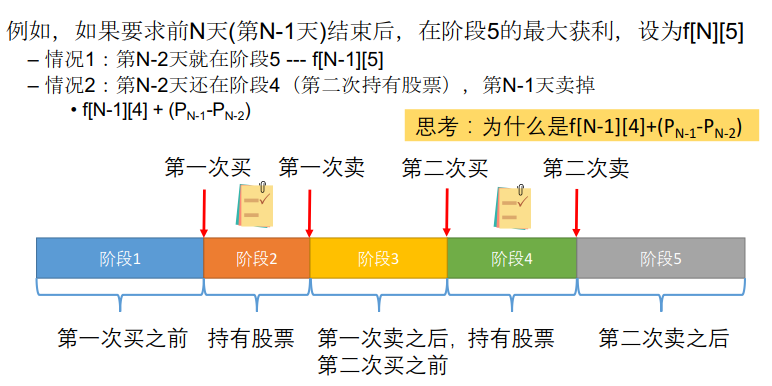 例如，如果要求前N天(第N-1天)结束后，在阶段5的最大获利，设为f[N][5]
– 情况1：第N-2天就在阶段5 --- f[N-1][5]
– 情况2：第N-2天还在阶段4（第二次持有股票），第N-1天卖掉
• f[N-1][4] + (PN-1-PN-2)
思考：为什么是f[N-1][4]+(PN-1-PN-2)
第一次买 第一次卖 第二次买 第二次卖
阶段1 阶段2 阶段3 阶段4 阶段5
第一次买之前 持有股票 第一次卖之后， 持有股票 第二次卖之后
第二次买之前